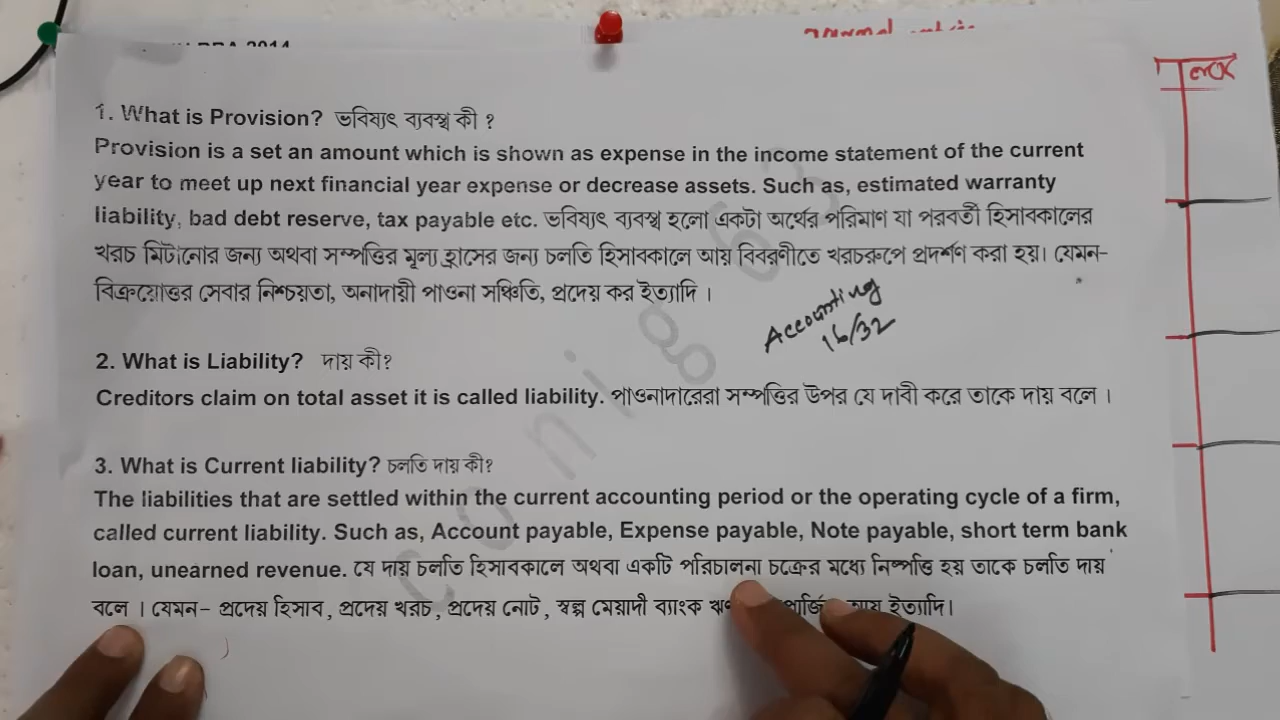 BBA 2014
1. What is Provision? ভবিষ্যৎ ব্যবস্থ কী ?
Provision is a set an amount which is shown as expense in the income statement of the current
year to meet up next financial year expense or decrease assets. Such as, estimated warranty
liability, bad debt reserve, tax payable etc. ভবিষ্যৎ ব্যবস্থ হলো একটা অর্থের পরিমাণ যা পরবর্তী হিসাবকালের
খরচ মিটানোর জন্য অথবা সম্পত্তির মূল্য হ্রাসের জন্য চলতি হিসাবকালে আয় বিবরণীতে খরচরুপে প্রদর্শণ করা হয়। যেমন-
বিক্রয়োত্তর সেবার নিশ্চয়তা, অনাদায়ী পাওনা সঞ্চিতি, প্রদেয় কর ইত্যাদি ।
Accounting
16/32
2. What is Liability? দায় কী?
Creditors claim on total asset it is called liability. পাওনাদারেরা সম্পত্তির উপর যে দাবী করে তাকে দায় বলে ।
3. What is Current liability? চলতি দায় কী?
The liabilities that are settled within the current accounting period or the operating cycle of a firm,
called current liability. Such as, Account payable, Expense payable, Note payable, short term bank
loan, unearned revenue. যে দায় চলতি হিসাবকালে অথবা একটি পরিচালনা চক্রের মধ্যে নিষ্পত্তি হয় তাকে চলতি দায়
বলে । যেমন- প্রদেয় হিসাব, প্রদেয় খরচ, প্রদেয় নোট, স্বল্প মেয়াদী ব্যাংক আয় ইত্যাদি।
conig63